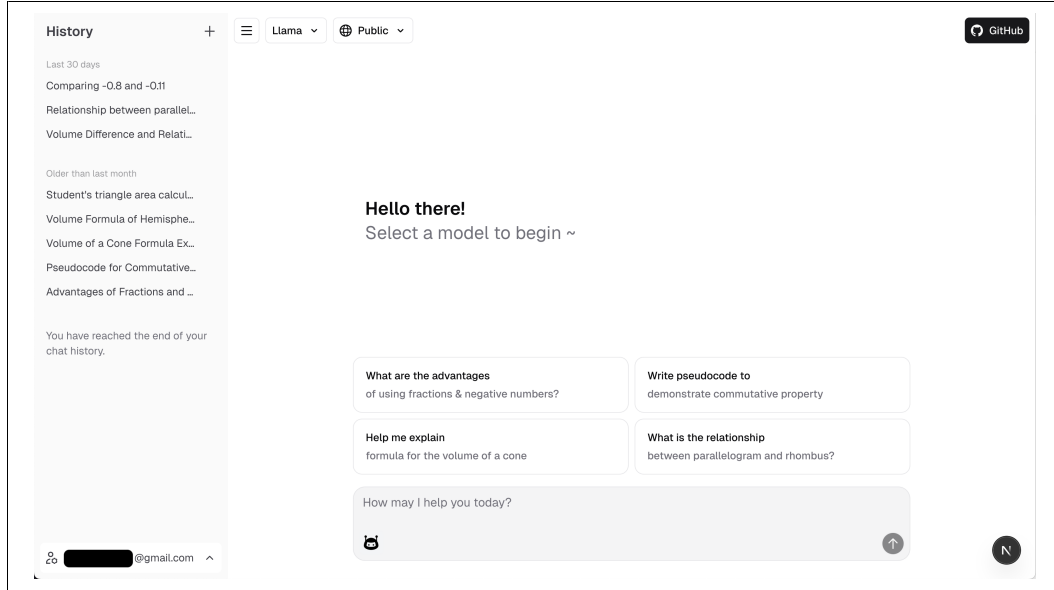 History
Llama
Public
GitHub
Last 30 days
Comparing -0.8 and -0.11
Relationship between parallel...
Volume Difference and Relati...
Older than last month
Student's triangle area calcul...
Volume Formula of Hemisphe...
Volume of a Cone Formula Ex...
Pseudocode for Commutative...
Advantages of Fractions and ...
You have reached the end of your
chat history.
@gmail.com
Hello there!
Select a model to begin ~
What are the advantages
of using fractions & negative numbers?
Write pseudocode to
demonstrate commutative property
Help me explain
formula for the volume of a cone
What is the relationship
between parallelogram and rhombus?
How may I help you today?
N